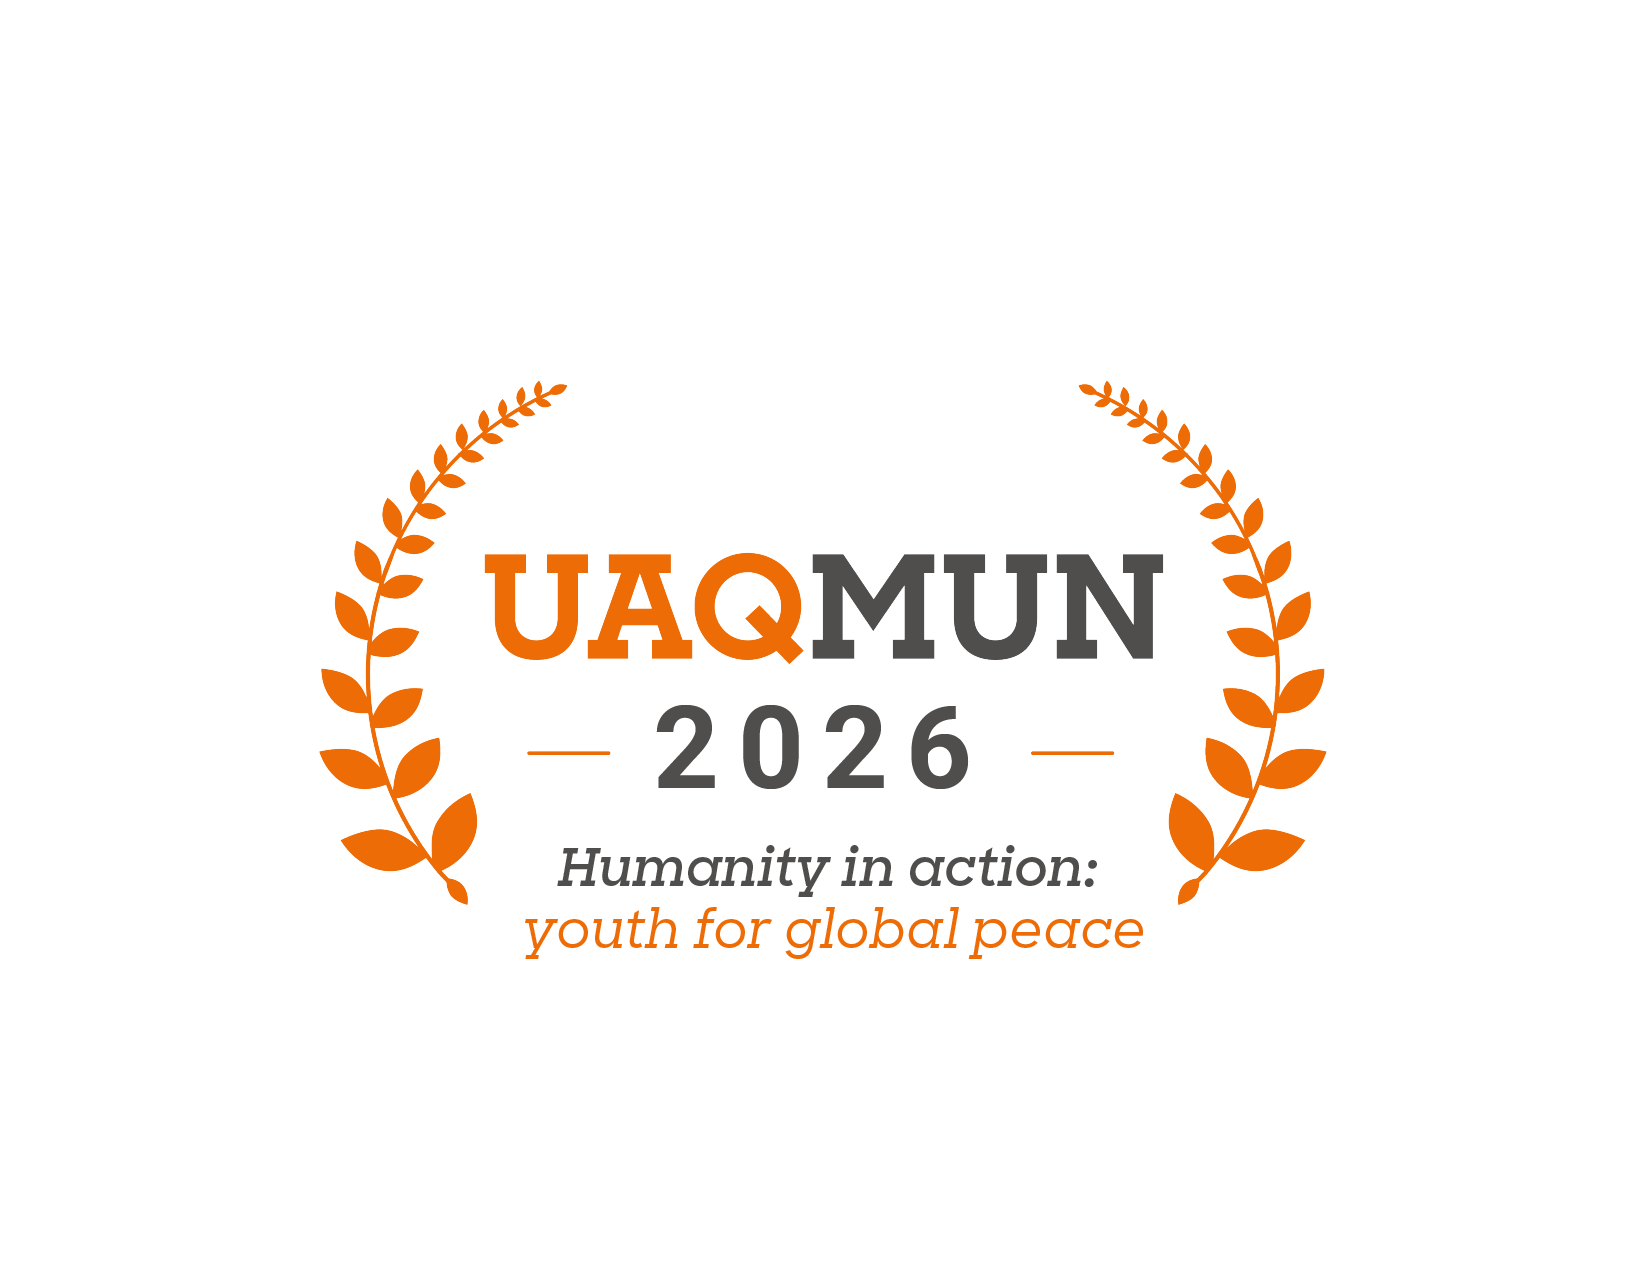 UAQMUN
2026
Humanity in action:
youth for global peace